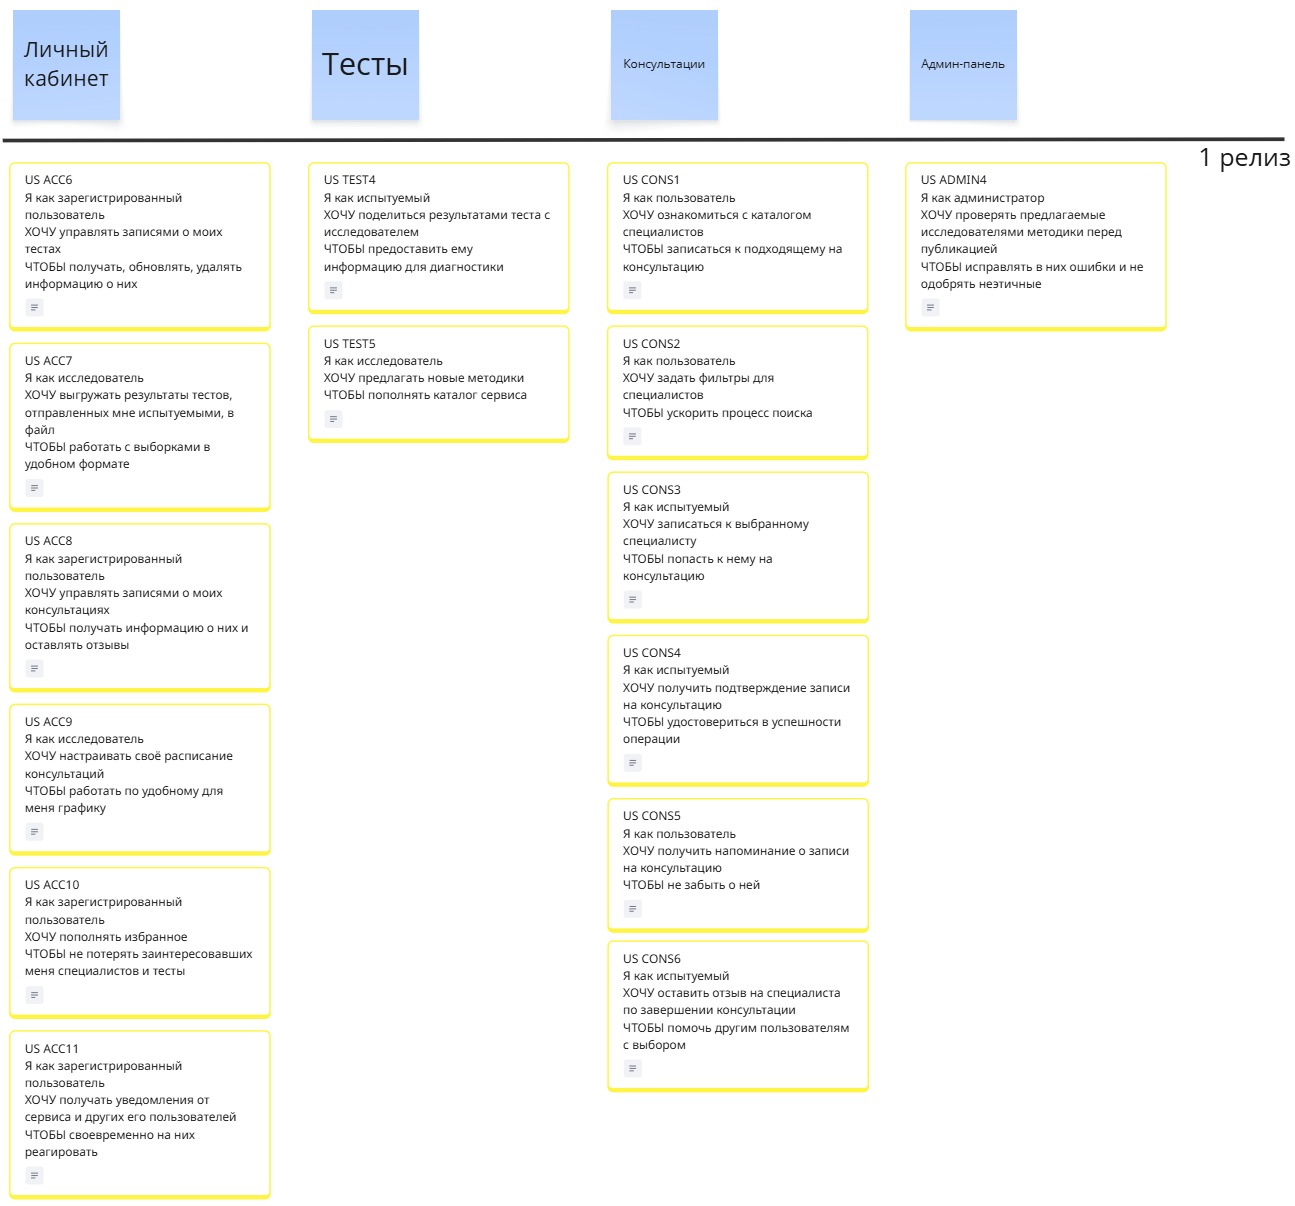 Личный
кабинет
Тесты
Консультации
Админ-панель
1 релиз
US ACC6
Я как зарегистрированный
пользователь
ХОЧУ управлять записями о моих
тестах
ЧТОБЫ получать, обновлять, удалять
информацию о них
US ACC7
Я как исследователь
ХОЧУ выгружать результаты тестов,
отправленных мне испытуемыми, в
файл
ЧТОБЫ работать с выборками в
удобном формате
US ACC8
Я как зарегистрированный
пользователь
ХОЧУ управлять записями о моих
консультациях
ЧТОБЫ получать информацию о них и
оставлять отзывы
US ACC9
Я как исследователь
ХОЧУ настраивать своё расписание
консультаций
ЧТОБЫ работать по удобному для
меня графику
US ACC10
Я как зарегистрированный
пользователь
ХОЧУ пополнять избранное
ЧТОБЫ не потерять заинтересовавших
меня специалистов и тесты
US ACC11
Я как зарегистрированный
пользователь
ХОЧУ получать уведомления от
сервиса и других его пользователей
ЧТОБЫ своевременно на них
реагировать
US TEST4
Я как испытуемый
ХОЧУ поделиться результатами теста с
исследователем
ЧТОБЫ предоставить ему
информацию для диагностики
US TEST5
Я как исследователь
ХОЧУ предлагать новые методики
ЧТОБЫ пополнять каталог сервиса
US CONS1
Я как пользователь
ХОЧУ ознакомиться с каталогом
специалистов
ЧТОБЫ записаться к подходящему на
консультацию
US CONS2
Я как пользователь
ХОЧУ задать фильтры для
специалистов
ЧТОБЫ ускорить процесс поиска
US CONS3
Я как испытуемый
ХОЧУ записаться к выбранному
специалисту
ЧТОБЫ попасть к нему на
консультацию
US CONS4
Я как испытуемый
ХОЧУ получить подтверждение записи
на консультацию
ЧТОБЫ удостовериться в успешности
операции
US CONS5
Я как пользователь
ХОЧУ получить напоминание о записи
на консультацию
ЧТОБЫ не забыть о ней
US CONS6
Я как испытуемый
ХОЧУ оставить отзыв на специалиста
по завершении консультации
ЧТОБЫ помочь другим пользователям
с выбором
US ADMIN4
Я как администратор
ХОЧУ проверять предлагаемые
исследователями методики перед
публикацией
ЧТОБЫ исправлять в них ошибки и не
одобрять неэтичные